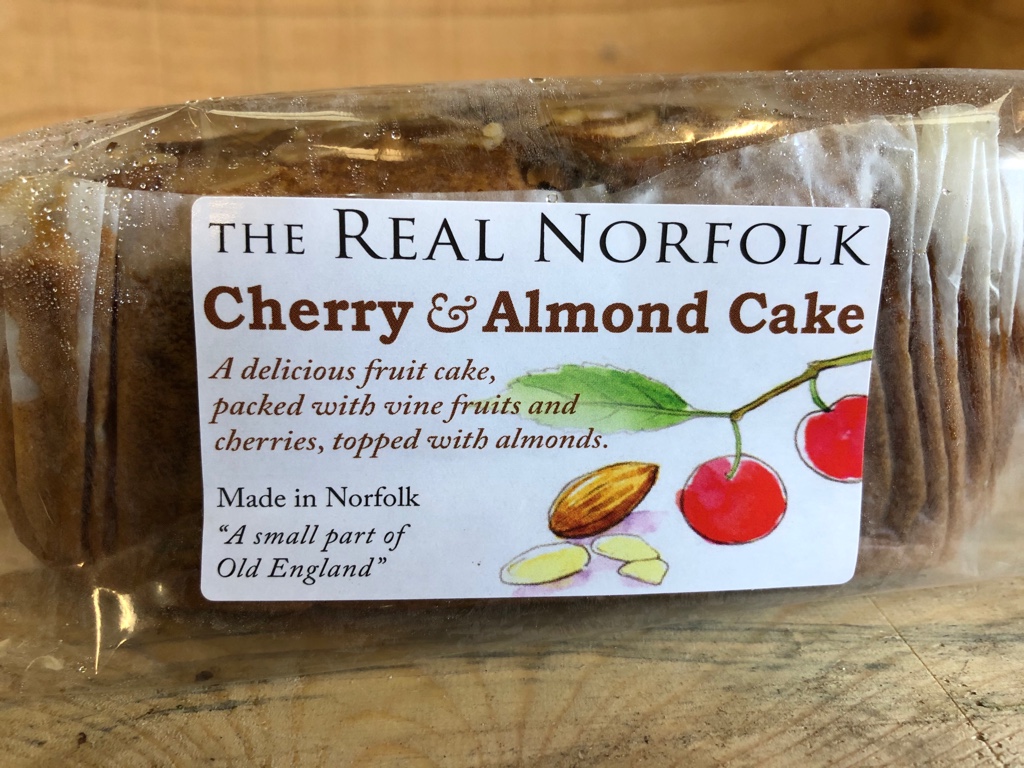 THE REAL NORFOLK
Cherry & Almond Cake
A delicious fruit cake,
packed with vine fruits and
cherries, topped with almonds.
Made in Norfolk
“A small part of
Old England”